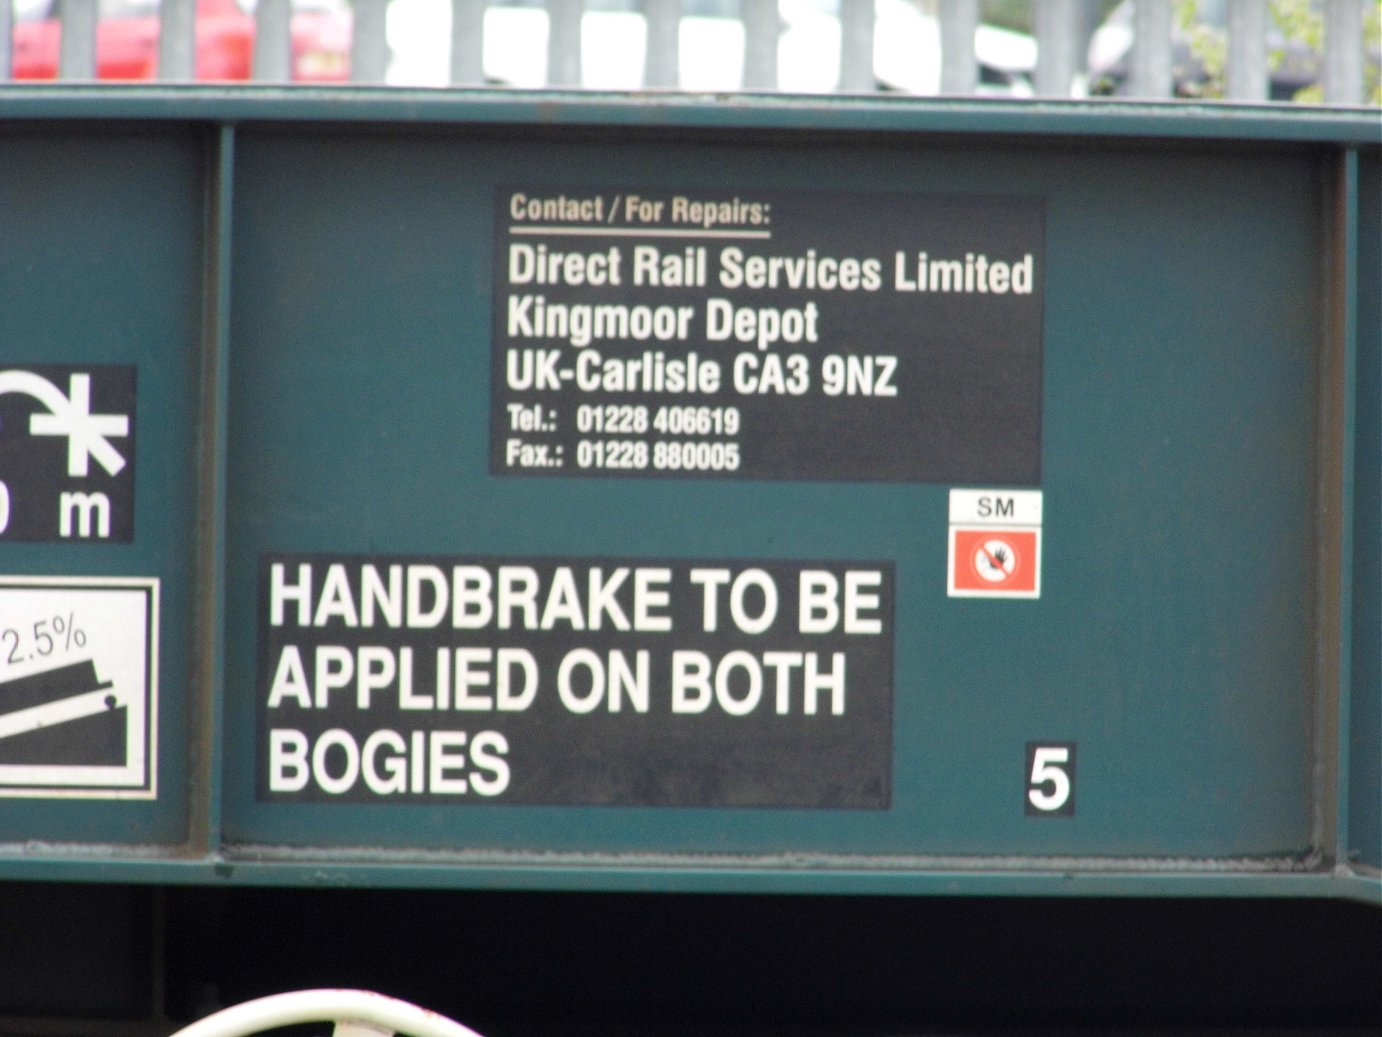 Contact / For Repairs:
Direct Rail Services Limited
Kingmoor Depot
UK-Carlisle CA3 9NZ
Tel.: 01228 406619
Fax.: 01228 880005
SM
m
2.5%
HANDBRAKE TO BE
APPLIED ON BOTH
BOGIES
5